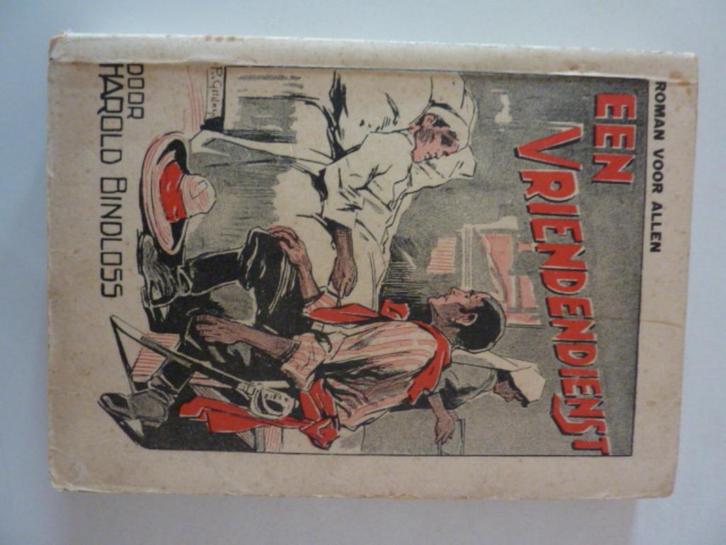 ROMAN VOOR ALLEN
EEN
VRIENDENDIENST
DOOR
HAROLD BINDLOSS